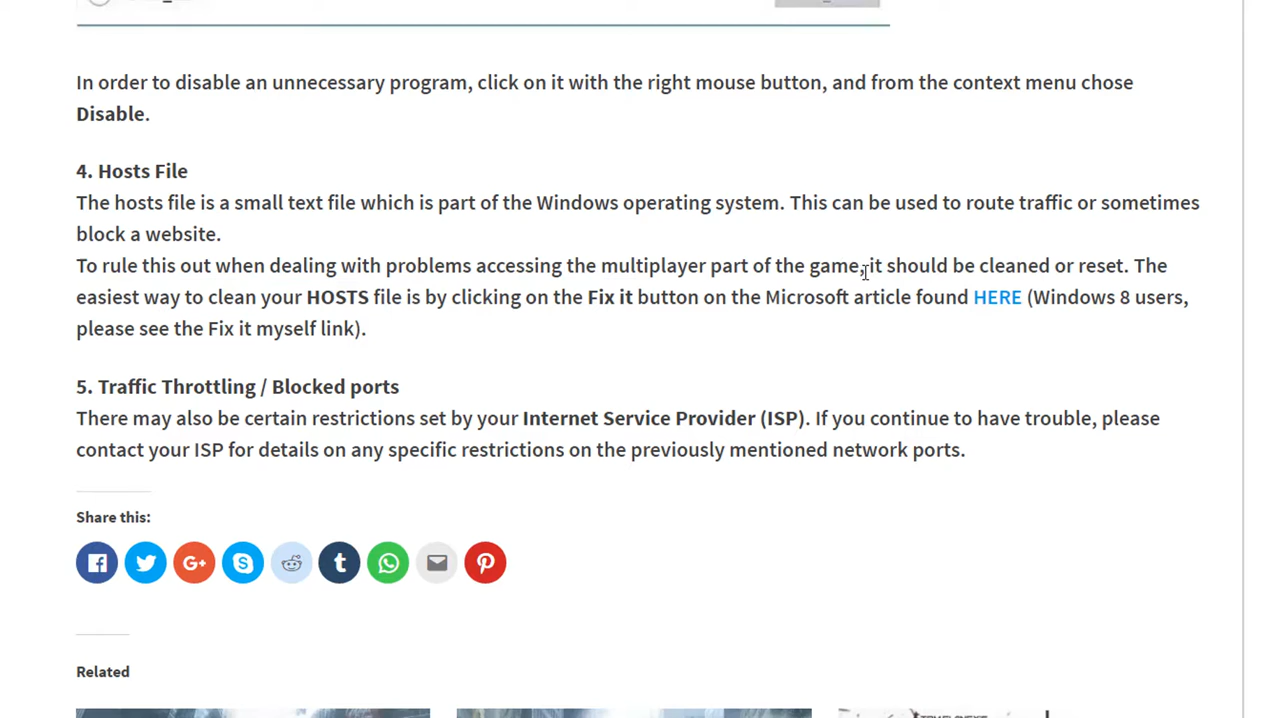 In order to disable an unnecessary program, click on it with the right mouse button, and from the context menu chose
Disable.
4. Hosts File
The hosts file is a small text file which is part of the Windows operating system. This can be used to route traffic or sometimes
block a website.
To rule this out when dealing with problems accessing the multiplayer part of the game, it should be cleaned or reset. The
easiest way to clean your HOSTS file is by clicking on the Fix it button on the Microsoft article found HERE (Windows 8 users,
please see the Fix it myself link).
5. Traffic Throttling / Blocked ports
There may also be certain restrictions set by your Internet Service Provider (ISP). If you continue to have trouble, please
contact your ISP for details on any specific restrictions on the previously mentioned network ports.
Share this:
Related